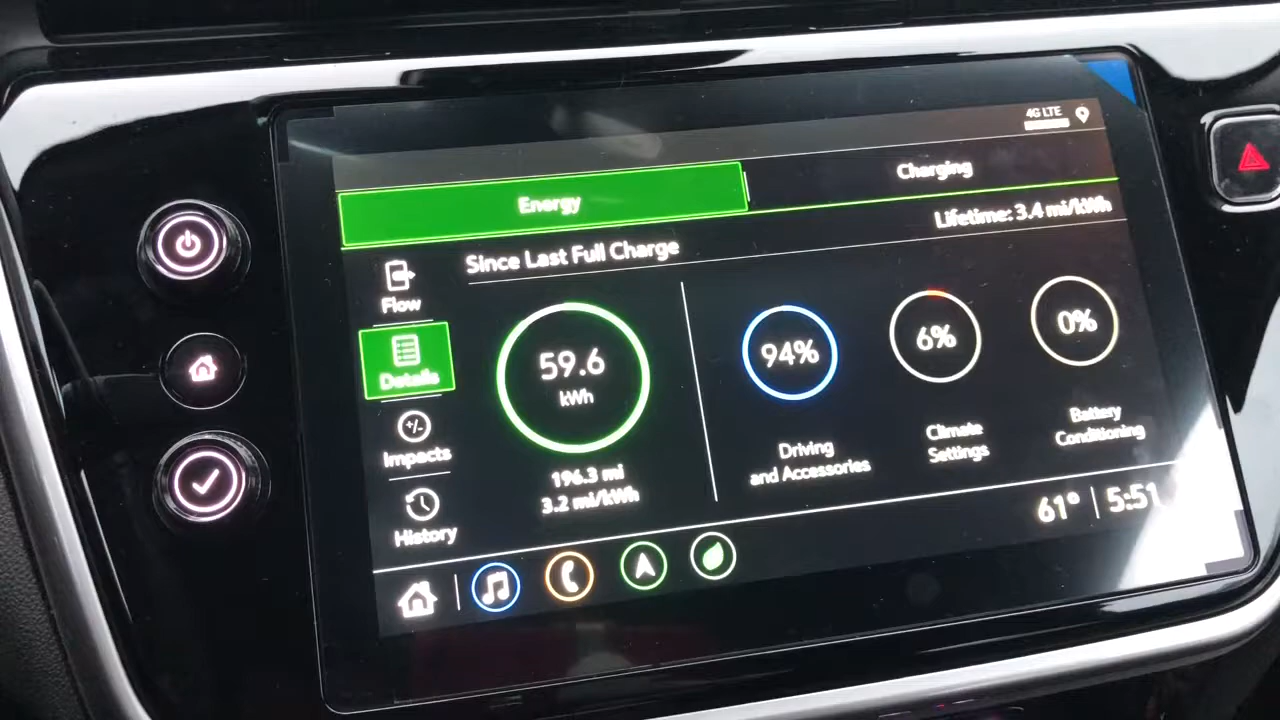 4G LTE
Energy
Charging
Lifetime: 3.4 mi/kWh
Since Last Full Charge
Flow
Details
Impacts
History
59.6
kWh
196.3 mi
3.2 mi/kWh
94%
Driving
and Accessories
6%
Climate
Settings
0%
Battery
Conditioning
61° | 5:51